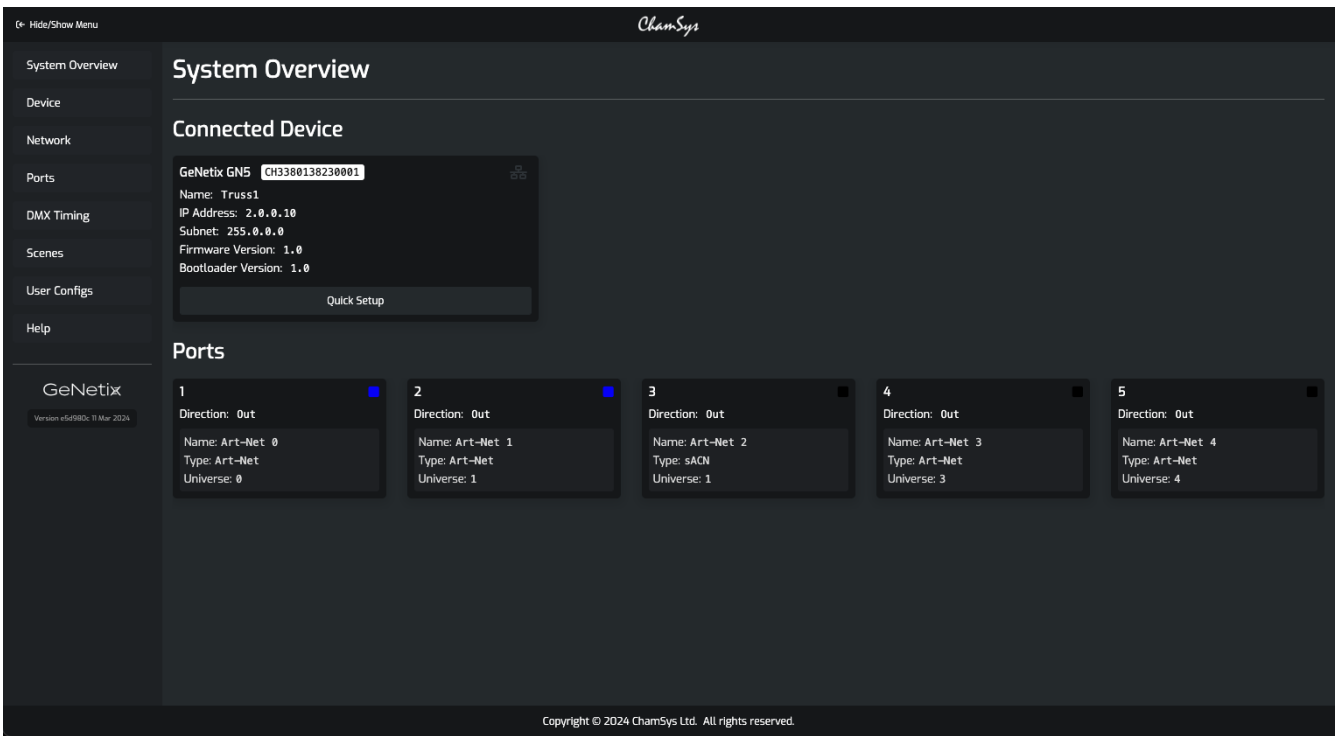 Hide/Show Menu
ChamSys
System Overview
Device
Network
Ports
DMX Timing
Scenes
User Configs
Help
GeNetix
Version e5d980c 11 Mar 2024
System Overview
Connected Device
GeNetix GN5 CH3380138230001
Name: Truss1
IP Address: 2.0.0.10
Subnet: 255.0.0.0
Firmware Version: 1.0
Bootloader Version: 1.0
Quick Setup
Ports
1
Direction: Out
Name: Art-Net 0
Type: Art-Net
Universe: 0
2
Direction: Out
Name: Art-Net 1
Type: Art-Net
Universe: 1
3
Direction: Out
Name: Art-Net 2
Type: sACN
Universe: 1
4
Direction: Out
Name: Art-Net 3
Type: Art-Net
Universe: 3
5
Direction: Out
Name: Art-Net 4
Type: Art-Net
Universe: 4
Copyright © 2024 ChamSys Ltd. All rights reserved.